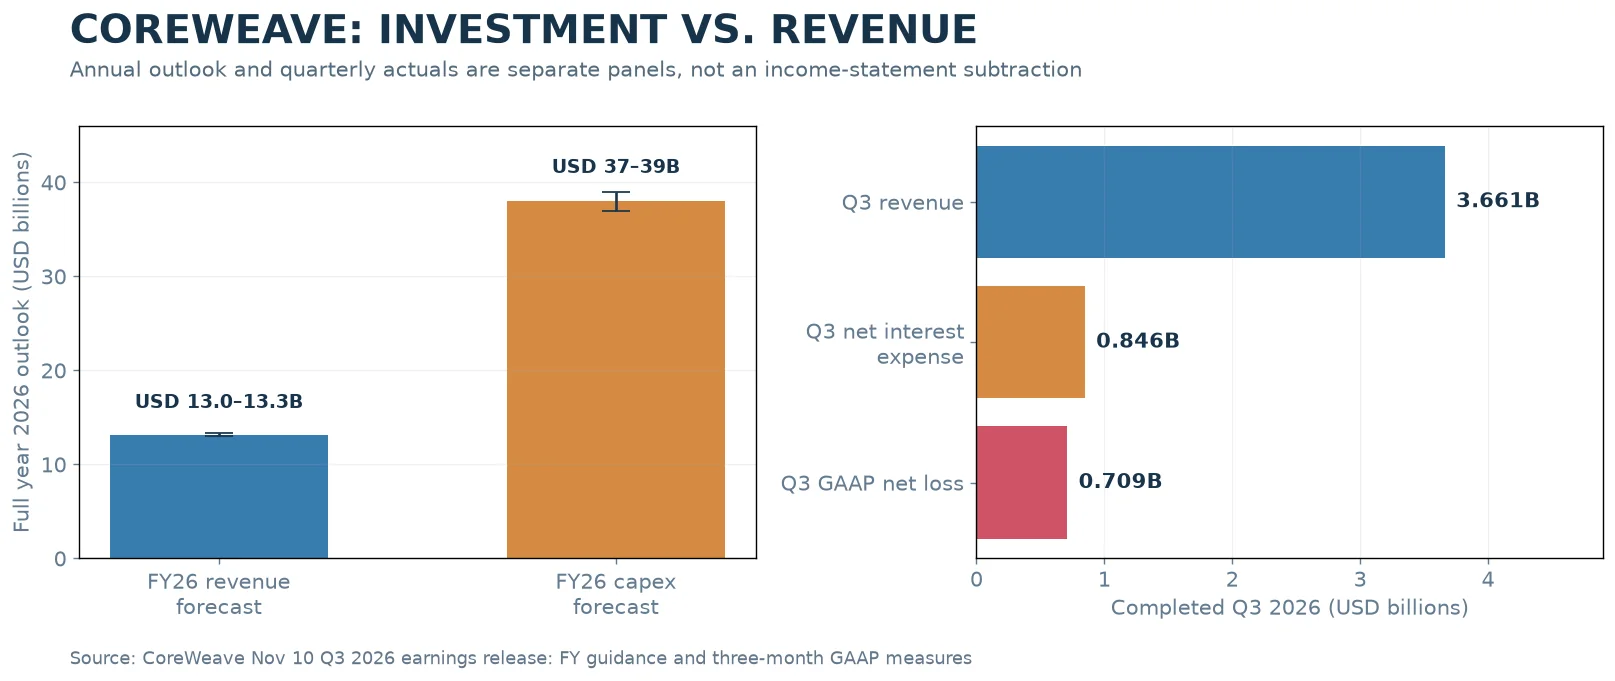 COREWEAVE: INVESTMENT VS. REVENUE
Annual outlook and quarterly actuals are separate panels, not an income-statement subtraction
Full year 2026 outlook (USD billions)
40
30
20
10
0
USD 13.0–13.3B
USD 37–39B
FY26 revenue
forecast
FY26 capex
forecast
Q3 revenue
3.661B
Q3 net interest
expense
0.846B
Q3 GAAP net loss
0.709B
0
1
2
3
4
Completed Q3 2026 (USD billions)
Source: CoreWeave Nov 10 Q3 2026 earnings release: FY guidance and three-month GAAP measures